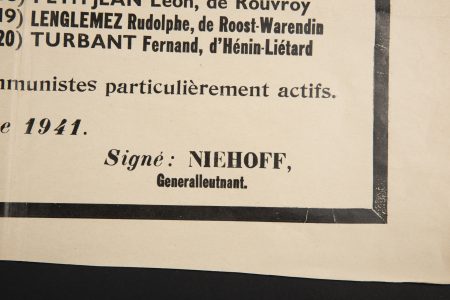 PETITJEAN Léon, de Rouvroy
19) LENGLEMEZ Rudolphe, de Roost-Warendin
20) TURBANT Fernand, d'Hénin-Liétard
mmunistes particulièrement actifs.
e 1941.
Signé : NIEHOFF,
Generalleutnant.